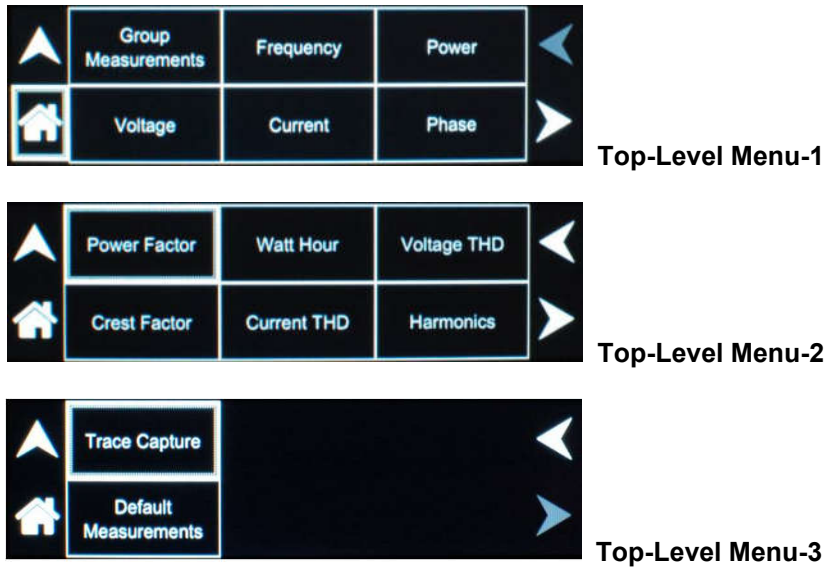 Group
Measurements
Frequency
Power
Voltage
Current
Phase
Top-Level Menu-1
Power Factor
Watt Hour
Voltage THD
Crest Factor
Current THD
Harmonics
Top-Level Menu-2
Trace Capture
Default
Measurements
Top-Level Menu-3